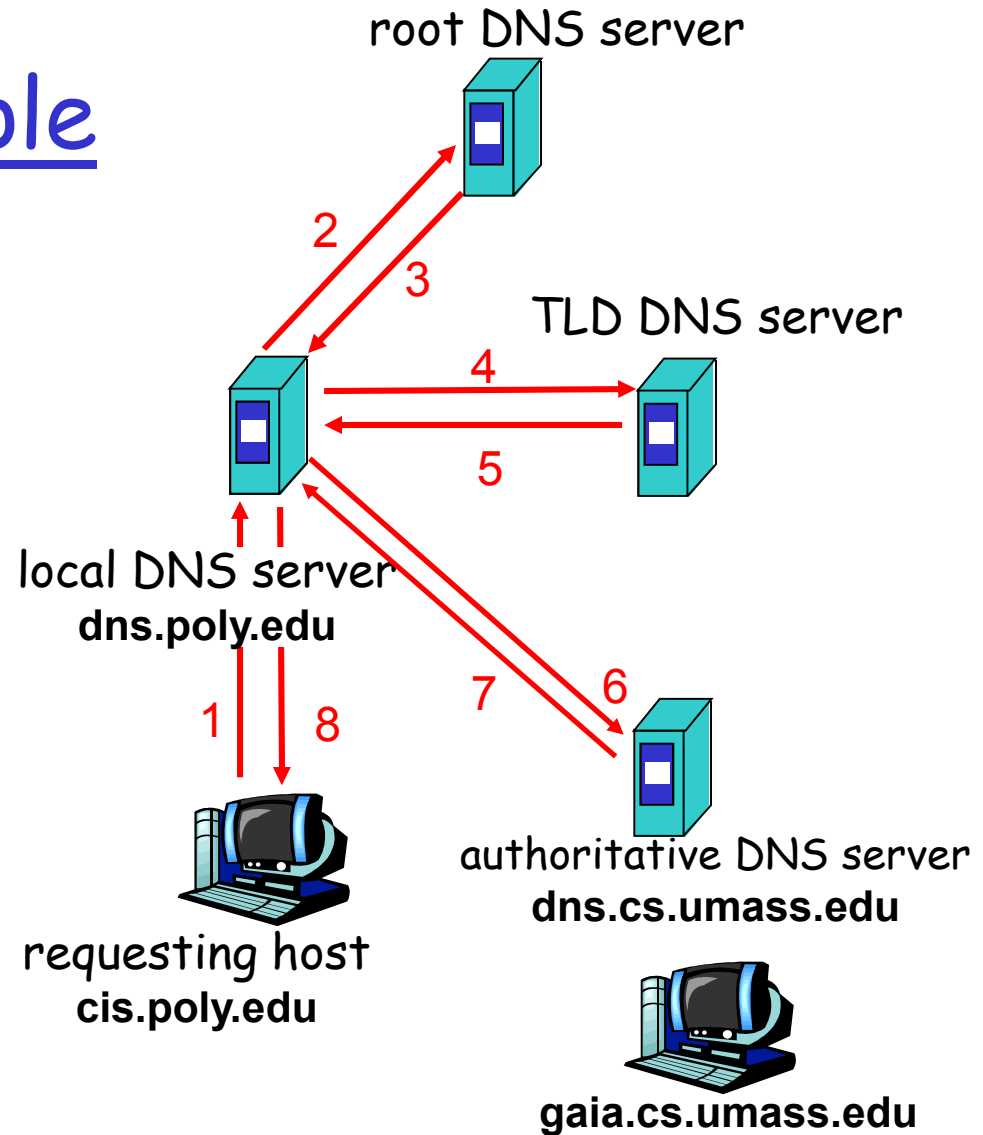 root DNS server
ble
2
3
TLD DNS server
4
5
local DNS server
dns.poly.edu
7
6
1
8
authoritative DNS server
dns.cs.umass.edu
requesting host
cis.poly.edu
gaia.cs.umass.edu